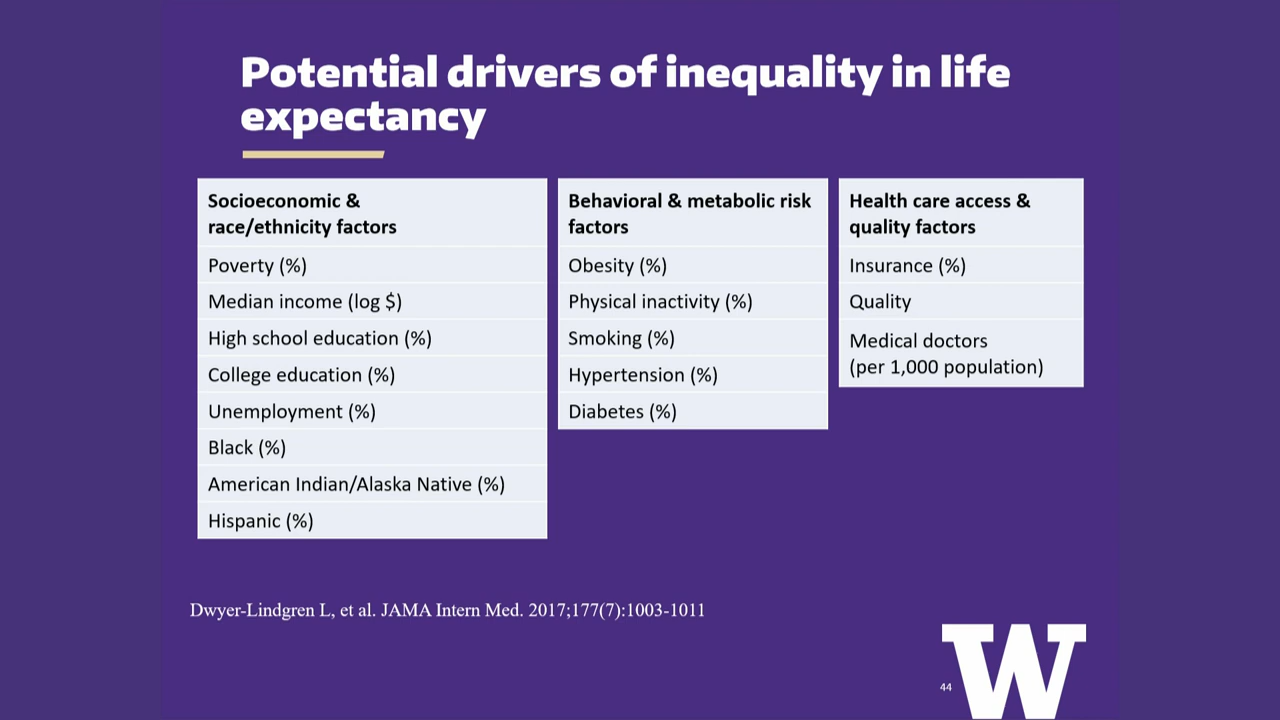 Potential drivers of inequality in life
expectancy
Socioeconomic &
race/ethnicity factors
Poverty (%)
Median income (log $)
High school education (%)
College education (%)
Unemployment (%)
Black (%)
American Indian/Alaska Native (%)
Hispanic (%)
Behavioral & metabolic risk
factors
Obesity (%)
Physical inactivity (%)
Smoking (%)
Hypertension (%)
Diabetes (%)
Health care access &
quality factors
Insurance (%)
Quality
Medical doctors
(per 1,000 population)
Dwyer-Lindgren L, et al. JAMA Intern Med. 2017;177(7):1003-1011
44
W